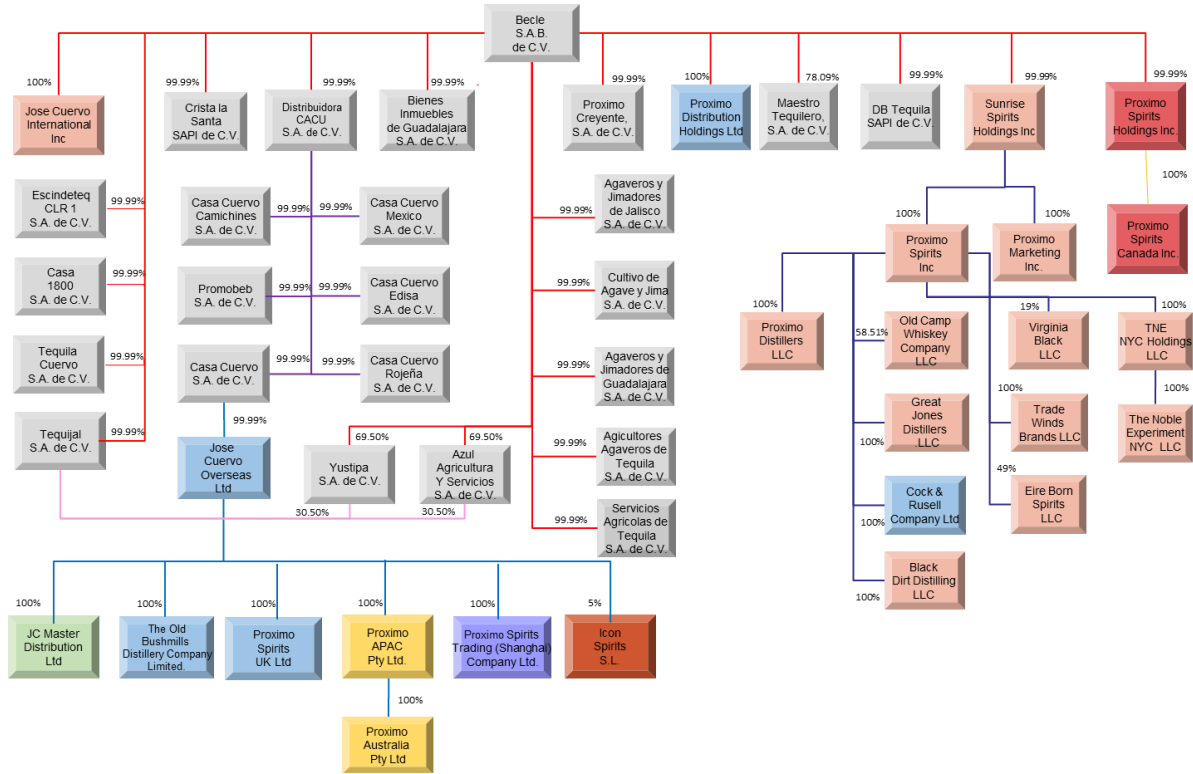 Becle
S.A.B.
de C.V.
100%
99.99%
99.99%
99.99%
99.99%
100%
78.09%
99.99%
99.99%
99.99%
Jose Cuervo
International
Inc
Crista la
Santa
SAPI de C.V.
Distribuidora
CACU
S.A. de C.V.
Bienes
Inmuebles
de Guadalajara
S.A. de C.V.
Proximo
Creyente,
S.A. de C.V.
Proximo
Distribution
Holdings Ltd
Maestro
Tequilero,
S.A. de C.V.
DB Tequila
SAPI de C.V.
Sunrise
Spirits
Holdings Inc
Proximo
Spirits
Holdings Inc.
100%
Escindeteq
CLR 1
S.A. de C.V.
99.99%
Casa Cuervo
Camichines
S.A. de C.V.
99.99%
99.99%
Casa Cuervo
Mexico
S.A. de C.V.
99.99%
Agaveros y
Jimadores
de Jalisco
S.A. de C.V.
100%
100%
Proximo
Spirits
Inc
Proximo
Marketing
Inc.
Proximo
Spirits
Canada Inc.
Casa
1800
S.A. de C.V.
99.99%
Promobeb
S.A. de C.V.
99.99%
99.99%
Casa Cuervo
Edisa
S.A. de C.V.
99.99%
Cultivo de
Agave y Jima
S.A. de C.V.
100%
58.51%
19%
100%
Proximo
Distillers
LLC
Old Camp
Whiskey
Company
LLC
Virginia
Black
LLC
TNE
NYC Holdings
LLC
Tequila
Cuervo
S.A. de C.V.
99.99%
Casa Cuervo
S.A. de C.V.
99.99%
99.99%
Casa Cuervo
Rojeña
S.A. de C.V.
99.99%
Agaveros y
Jimadores de
Guadalajara
S.A. de C.V.
100%
100%
100%
Great
Jones
Distillers
LLC
Trade
Winds
Brands LLC
The Noble
Experiment
NYC LLC
Tequijal
S.A. de C.V.
99.99%
99.99%
Jose
Cuervo
Overseas
Ltd
69.50%
69.50%
Yustipa
S.A. de C.V.
Azul
Agricultura
Y Servicios
S.A. de C.V.
30.50%
30.50%
99.99%
Agicultores
Agaveros de
Tequila
S.A. de C.V.
99.99%
Servicios
Agricolas de
Tequila
S.A. de C.V.
49%
100%
Cock &
Rusell
Company Ltd
Eire Born
Spirits
LLC
100%
Black
Dirt Distilling
LLC
100%
100%
100%
100%
100%
5%
JC Master
Distribution
Ltd
The Old
Bushmills
Distillery Company
Limited.
Proximo
Spirits
UK Ltd
Proximo
APAC
Pty Ltd.
Proximo Spirits
Trading (Shanghai)
Company Ltd.
Icon
Spirits
S.L.
100%
Proximo
Australia
Pty Ltd